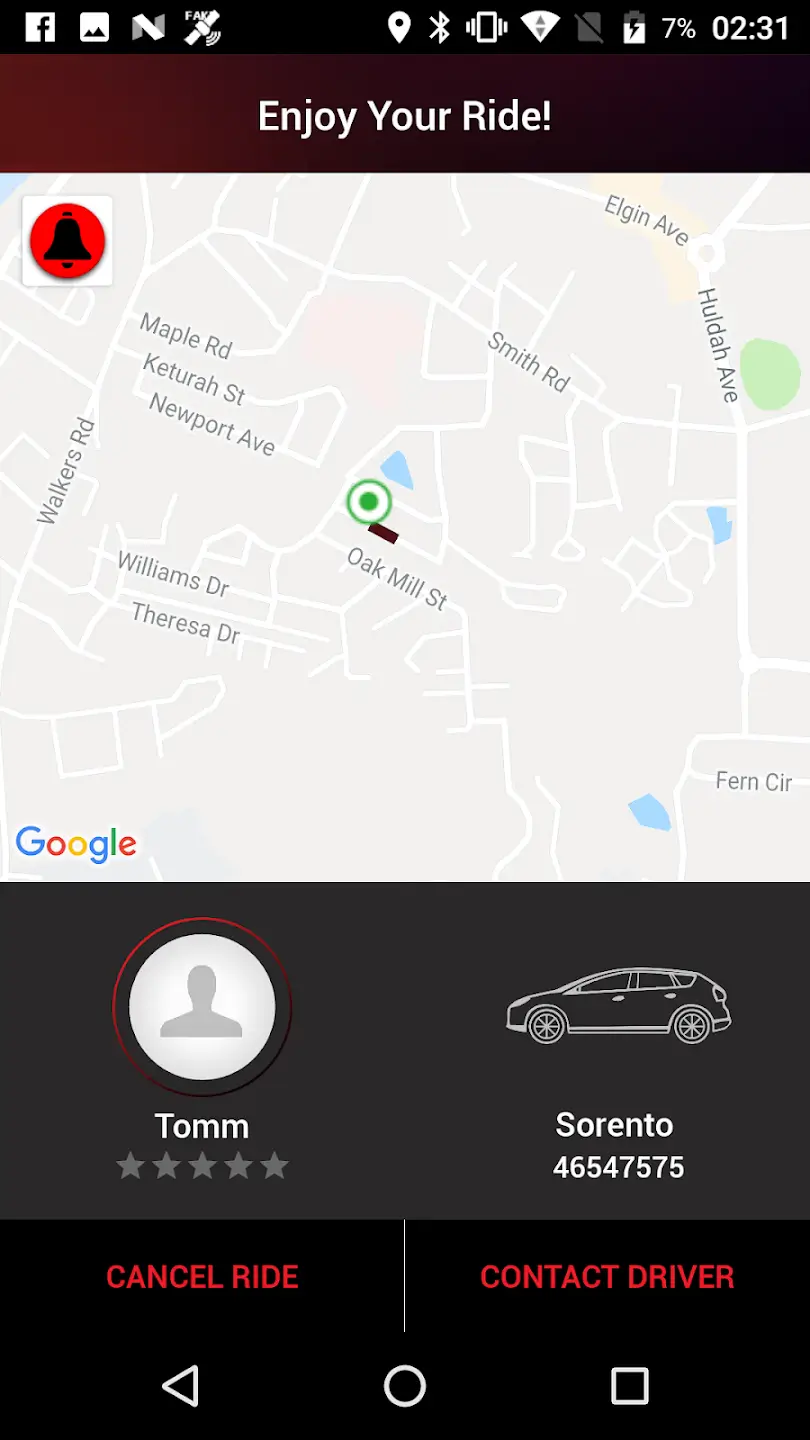 FAKE
7% 02:31
Enjoy Your Ride!
Elgin Ave
Huldah Ave
Maple Rd
Smith Rd
Keturah St
Newport Ave
Walkers Rd
Williams Dr
Oak Mill St
Theresa Dr
Fern Cir
Google
Tomm
Sorento
46547575
CANCEL RIDE
CONTACT DRIVER